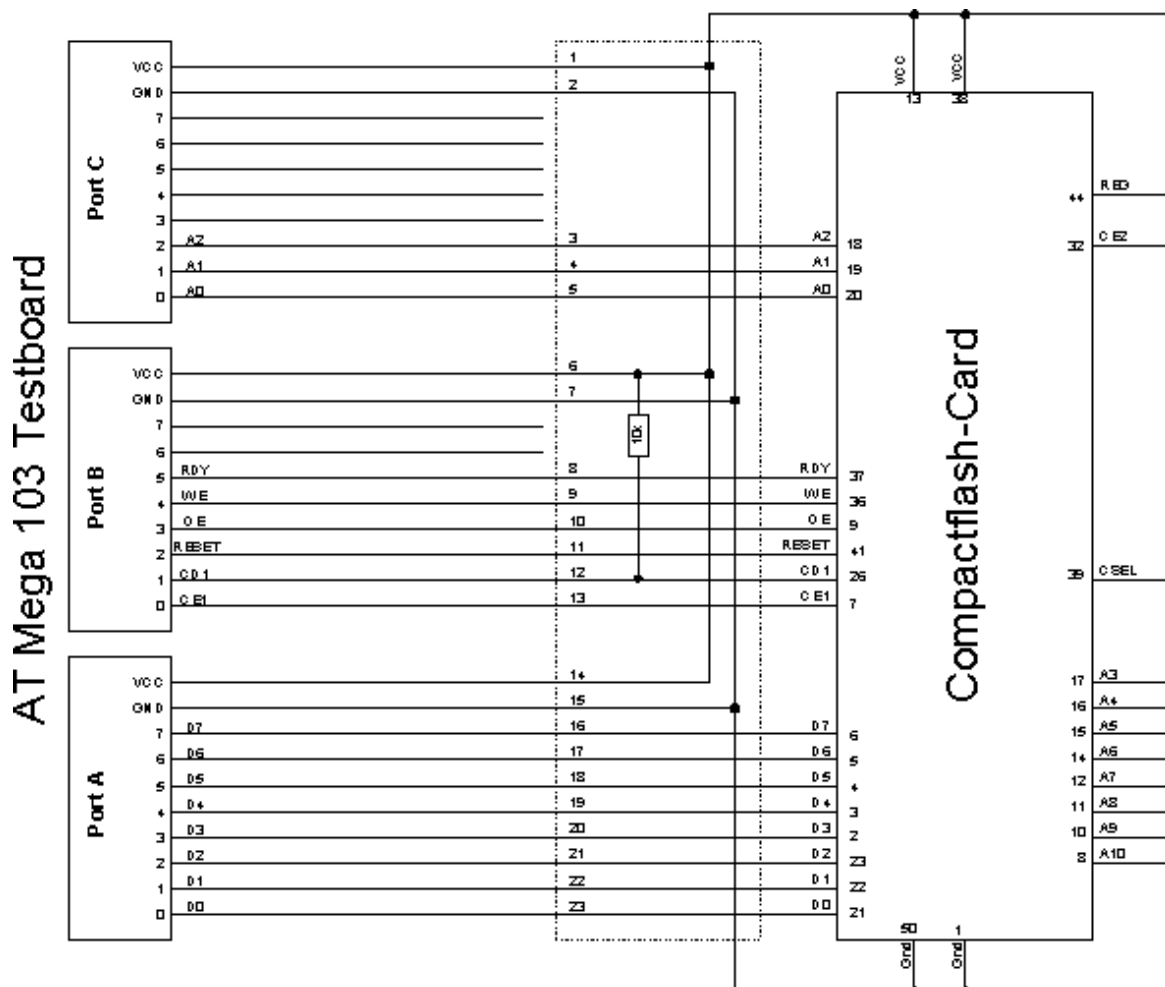 AT Mega 103 Testboard
Port C
VCC 1
GND 2
7
6
5
4
3
2 A2 3 A2 18
1 A1 4 A1 19
0 A0 5 A0 20
Port B
VCC 6
GND 7
7
6
5 RDY 8 RDY 37
4 WE 9 WE 36
3 OE 10 OE 9
2 RESET 11 RESET 41
1 CD1 12 CD1 26
0 CE1 13 CE1 7
10k
Port A
VCC 14
GND 15
7 D7 16 D7 6
6 D6 17 D6 5
5 D5 18 D5 4
4 D4 19 D4 3
3 D3 20 D3 2
2 D2 21 D2 23
1 D1 22 D1 22
0 D0 23 D0 21
Compactflash-Card
VCC VCC
13 38
44 REG
32 CE2
39 CSEL
17 A3
16 A4
15 A5
14 A6
12 A7
11 A8
10 A9
8 A10
50 1
Gnd Gnd